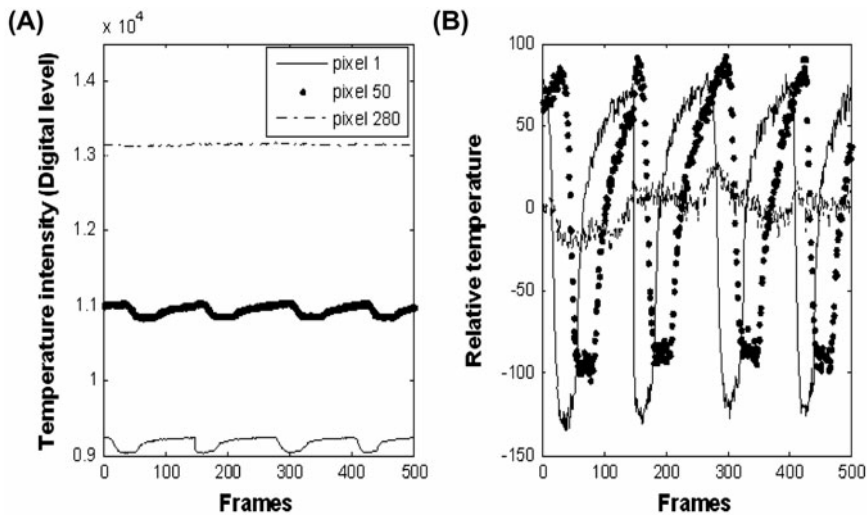 (A)
x 10^4
1.4
1.3
1.2
1.1
1
0.9
0
100
200
300
400
500
Temperature intensity (Digital level)
Frames
pixel 1
pixel 50
pixel 280
(B)
100
50
0
-50
-100
-150
0
100
200
300
400
500
Relative temperature
Frames